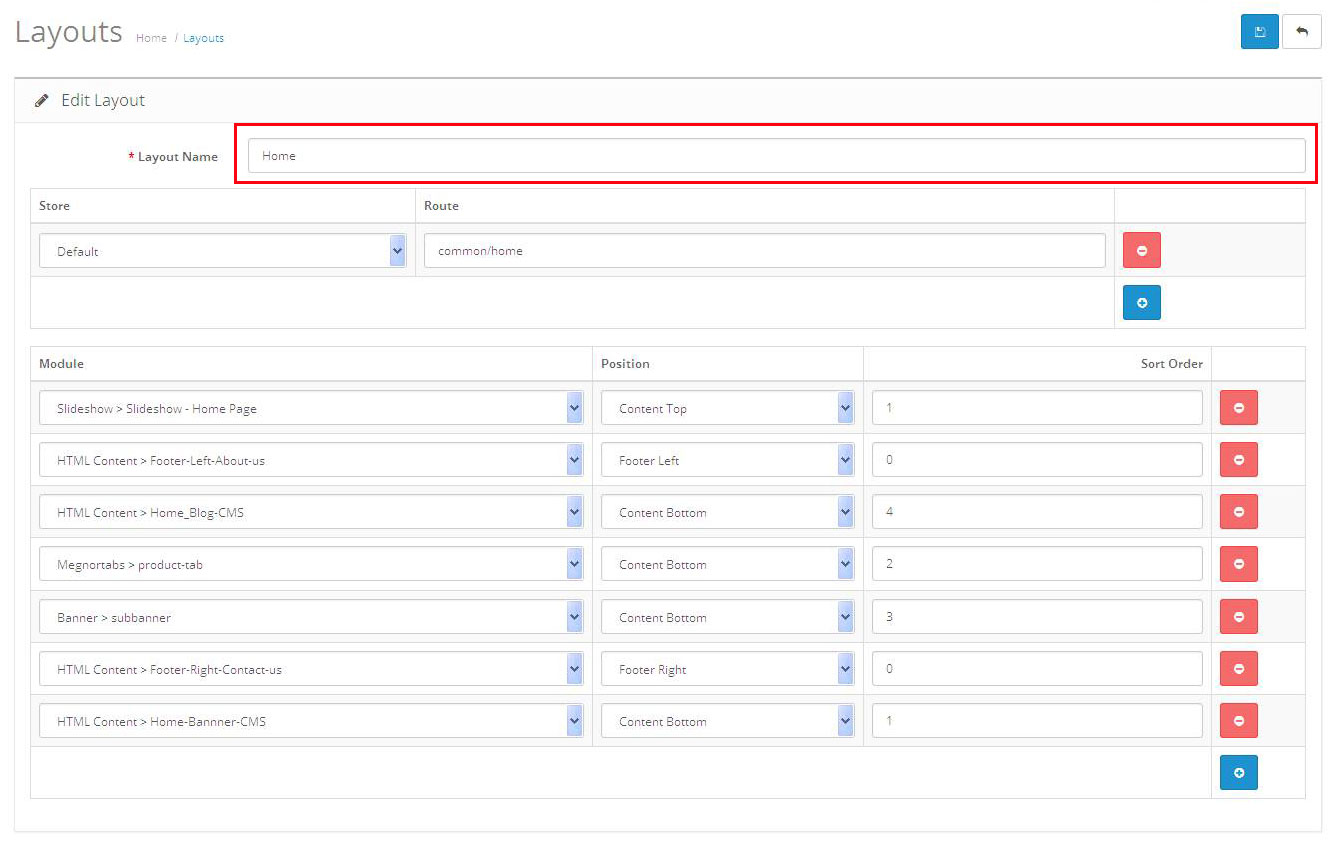 Layouts Home / Layouts
Edit Layout
* Layout Name Home
Store Route
Default common/home
Module Position Sort Order
Slideshow > Slideshow - Home Page Content Top 1
HTML Content > Footer-Left-About-us Footer Left 0
HTML Content > Home_Blog-CMS Content Bottom 4
Megnortabs > product-tab Content Bottom 2
Banner > subbanner Content Bottom 3
HTML Content > Footer-Right-Contact-us Footer Right 0
HTML Content > Home-Bannner-CMS Content Bottom 1